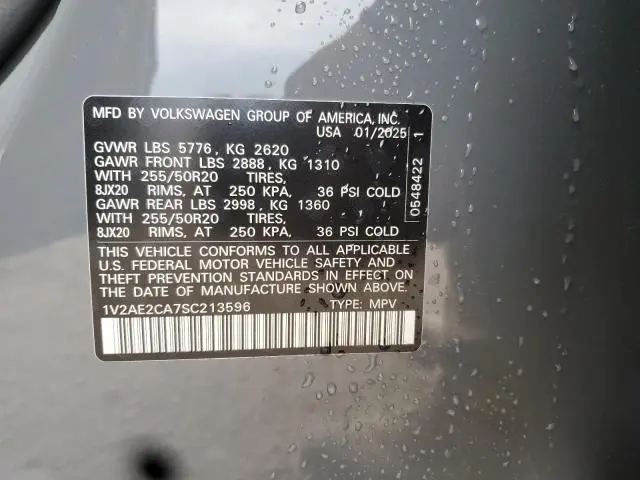 MFD BY VOLKSWAGEN GROUP OF AMERICA, INC.
USA 01/2025
GVWR LBS 5776, KG 2620
GAWR FRONT LBS 2888, KG 1310
WITH 255/50R20 TIRES,
8JX20 RIMS, AT 250 KPA, 36 PSI COLD
GAWR REAR LBS 2998, KG 1360
WITH 255/50R20 TIRES,
8JX20 RIMS, AT 250 KPA, 36 PSI COLD
THIS VEHICLE CONFORMS TO ALL APPLICABLE
U.S. FEDERAL MOTOR VEHICLE SAFETY AND
THEFT PREVENTION STANDARDS IN EFFECT ON
THE DATE OF MANUFACTURE SHOWN ABOVE.
1V2AE2CA7SC213596 TYPE: MPV
0548422 1